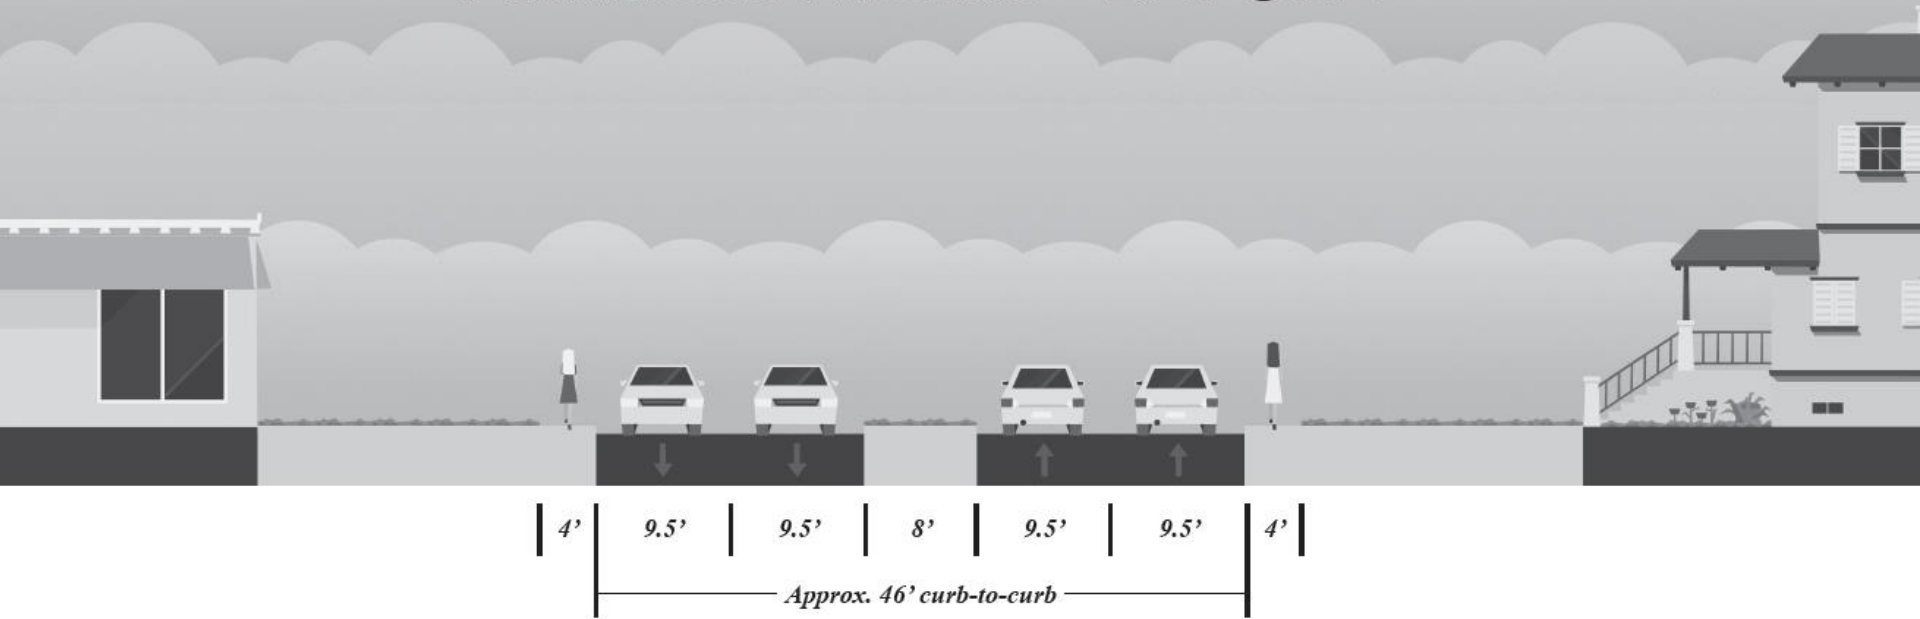 4’ 9.5’ 9.5’ 8’ 9.5’ 9.5’ 4’
Approx. 46’ curb-to-curb